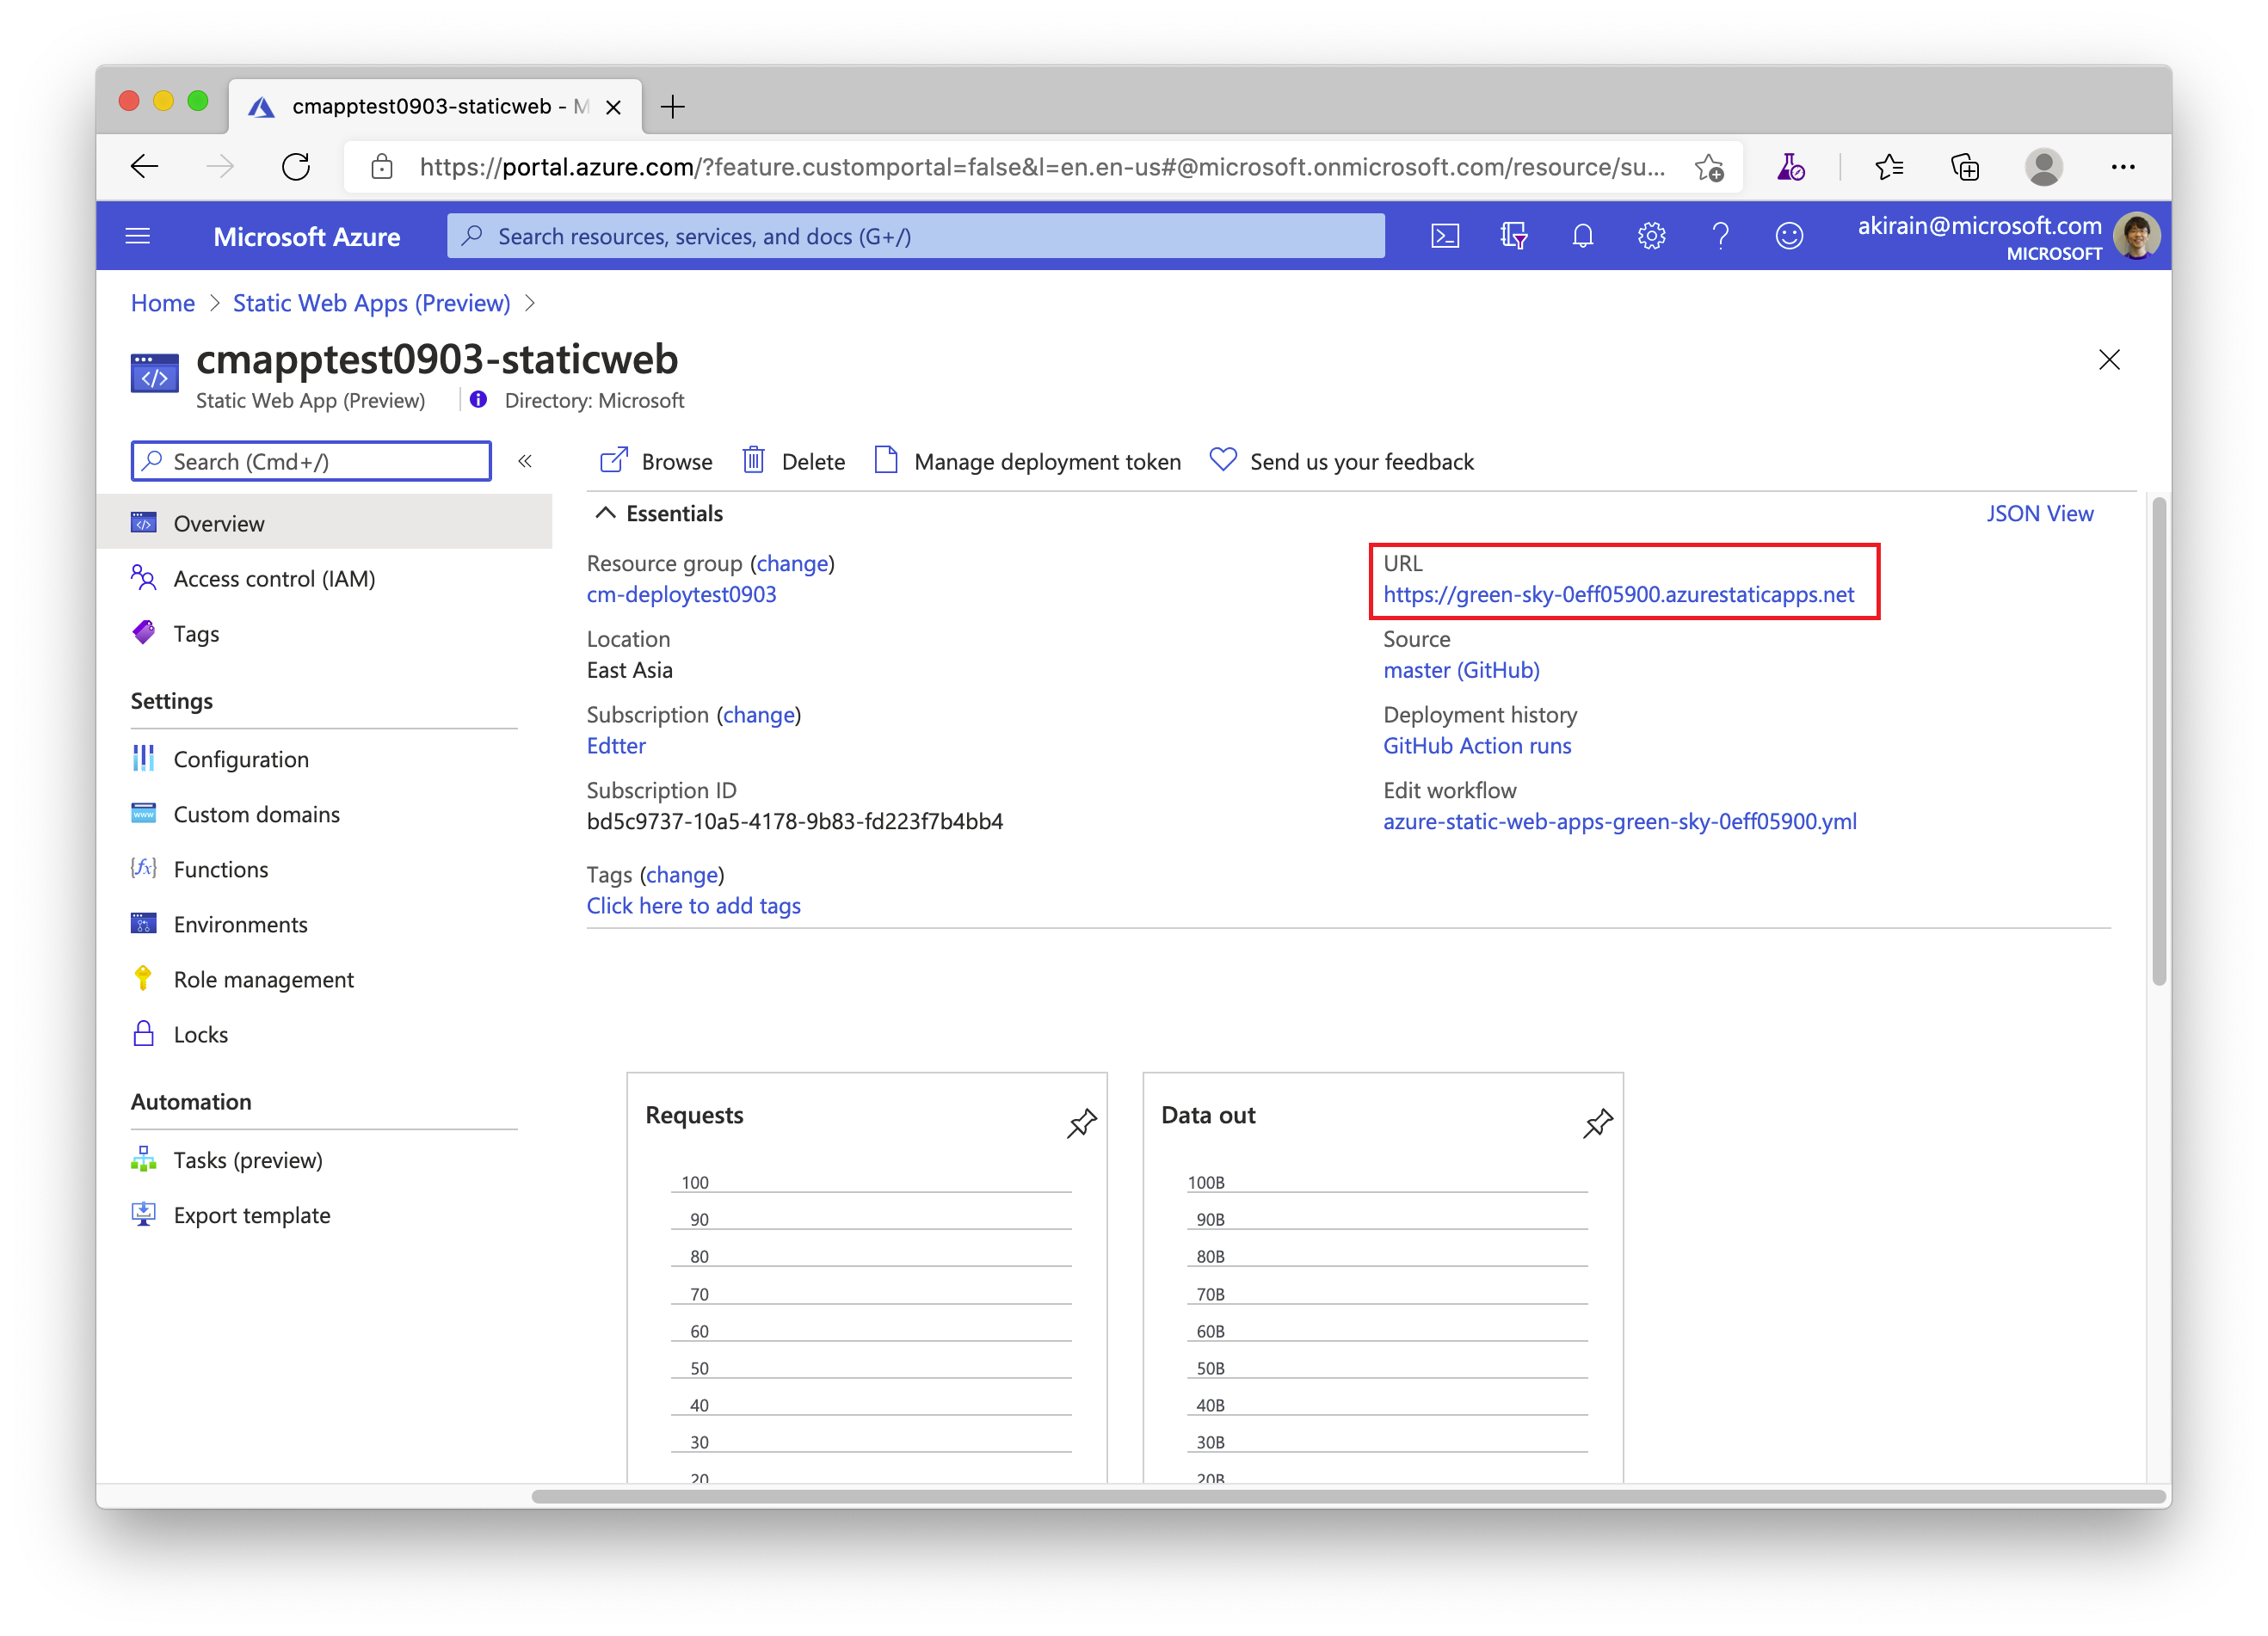 cmapptest0903-staticweb - M
https://portal.azure.com/?feature.customportal=false&l=en.en-us#@microsoft.onmicrosoft.com/resource/su...
Microsoft Azure
Search resources, services, and docs (G+/)
akirain@microsoft.com
MICROSOFT
Home > Static Web Apps (Preview) >
cmapptest0903-staticweb
Static Web App (Preview)
Directory: Microsoft
Search (Cmd+/)
«
Overview
Access control (IAM)
Tags
Settings
Configuration
Custom domains
Functions
Environments
Role management
Locks
Automation
Tasks (preview)
Export template
Browse
Delete
Manage deployment token
Send us your feedback
Essentials
JSON View
Resource group (change)
cm-deploytest0903
Location
East Asia
Subscription (change)
Edtter
Subscription ID
bd5c9737-10a5-4178-9b83-fd223f7b4bb4
Tags (change)
Click here to add tags
URL
https://green-sky-0eff05900.azurestaticapps.net
Source
master (GitHub)
Deployment history
GitHub Action runs
Edit workflow
azure-static-web-apps-green-sky-0eff05900.yml
Requests
100
90
80
70
60
50
40
30
20
Data out
100B
90B
80B
70B
60B
50B
40B
30B
20B